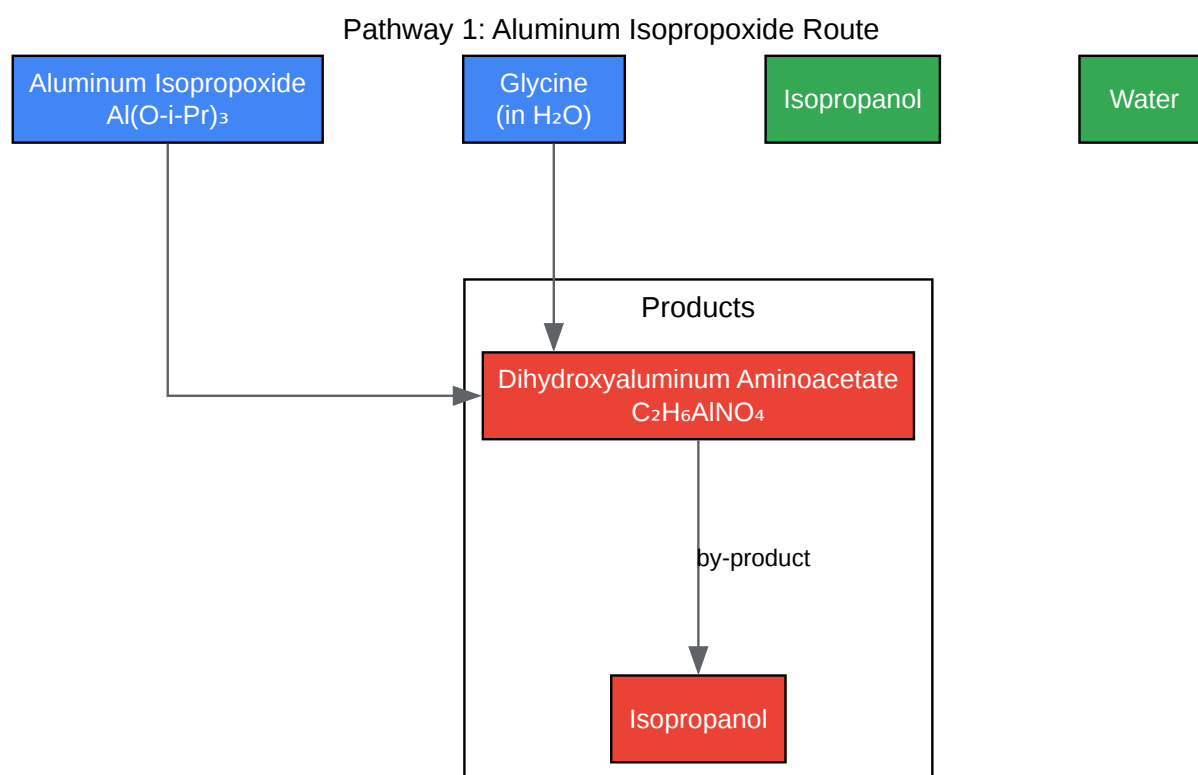 Pathway 1: Aluminum Isopropoxide Route
Aluminum Isopropoxide
Al(O-i-Pr)₃
Glycine
(in H₂O)
Isopropanol
Water
Products
Dihydroxyaluminum Aminoacetate
C₂H₆AlNO₄
by-product
Isopropanol